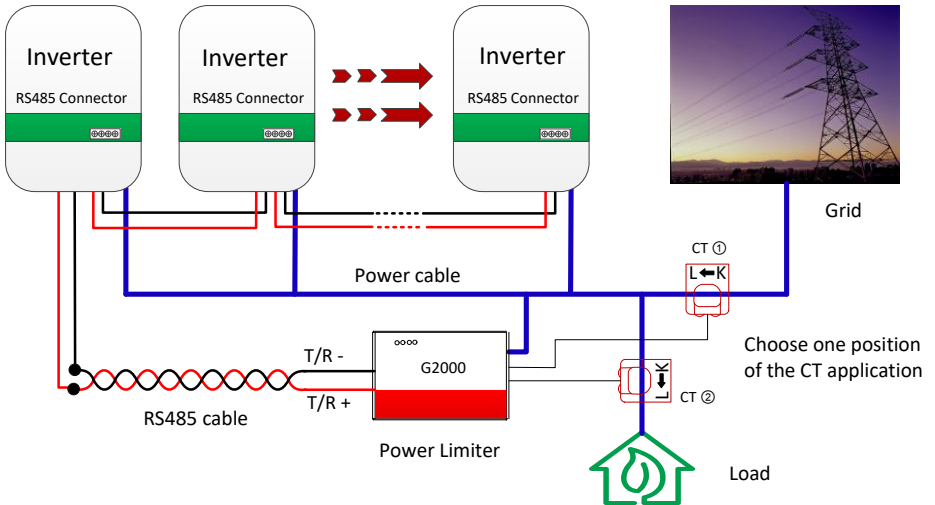 Inverter
RS485 Connector
Inverter
RS485 Connector
Inverter
RS485 Connector
Grid
CT ①
L K
Power cable
Choose one position
of the CT application
T/R -
G2000
T/R +
RS485 cable
K
L
CT ②
Power Limiter
Load